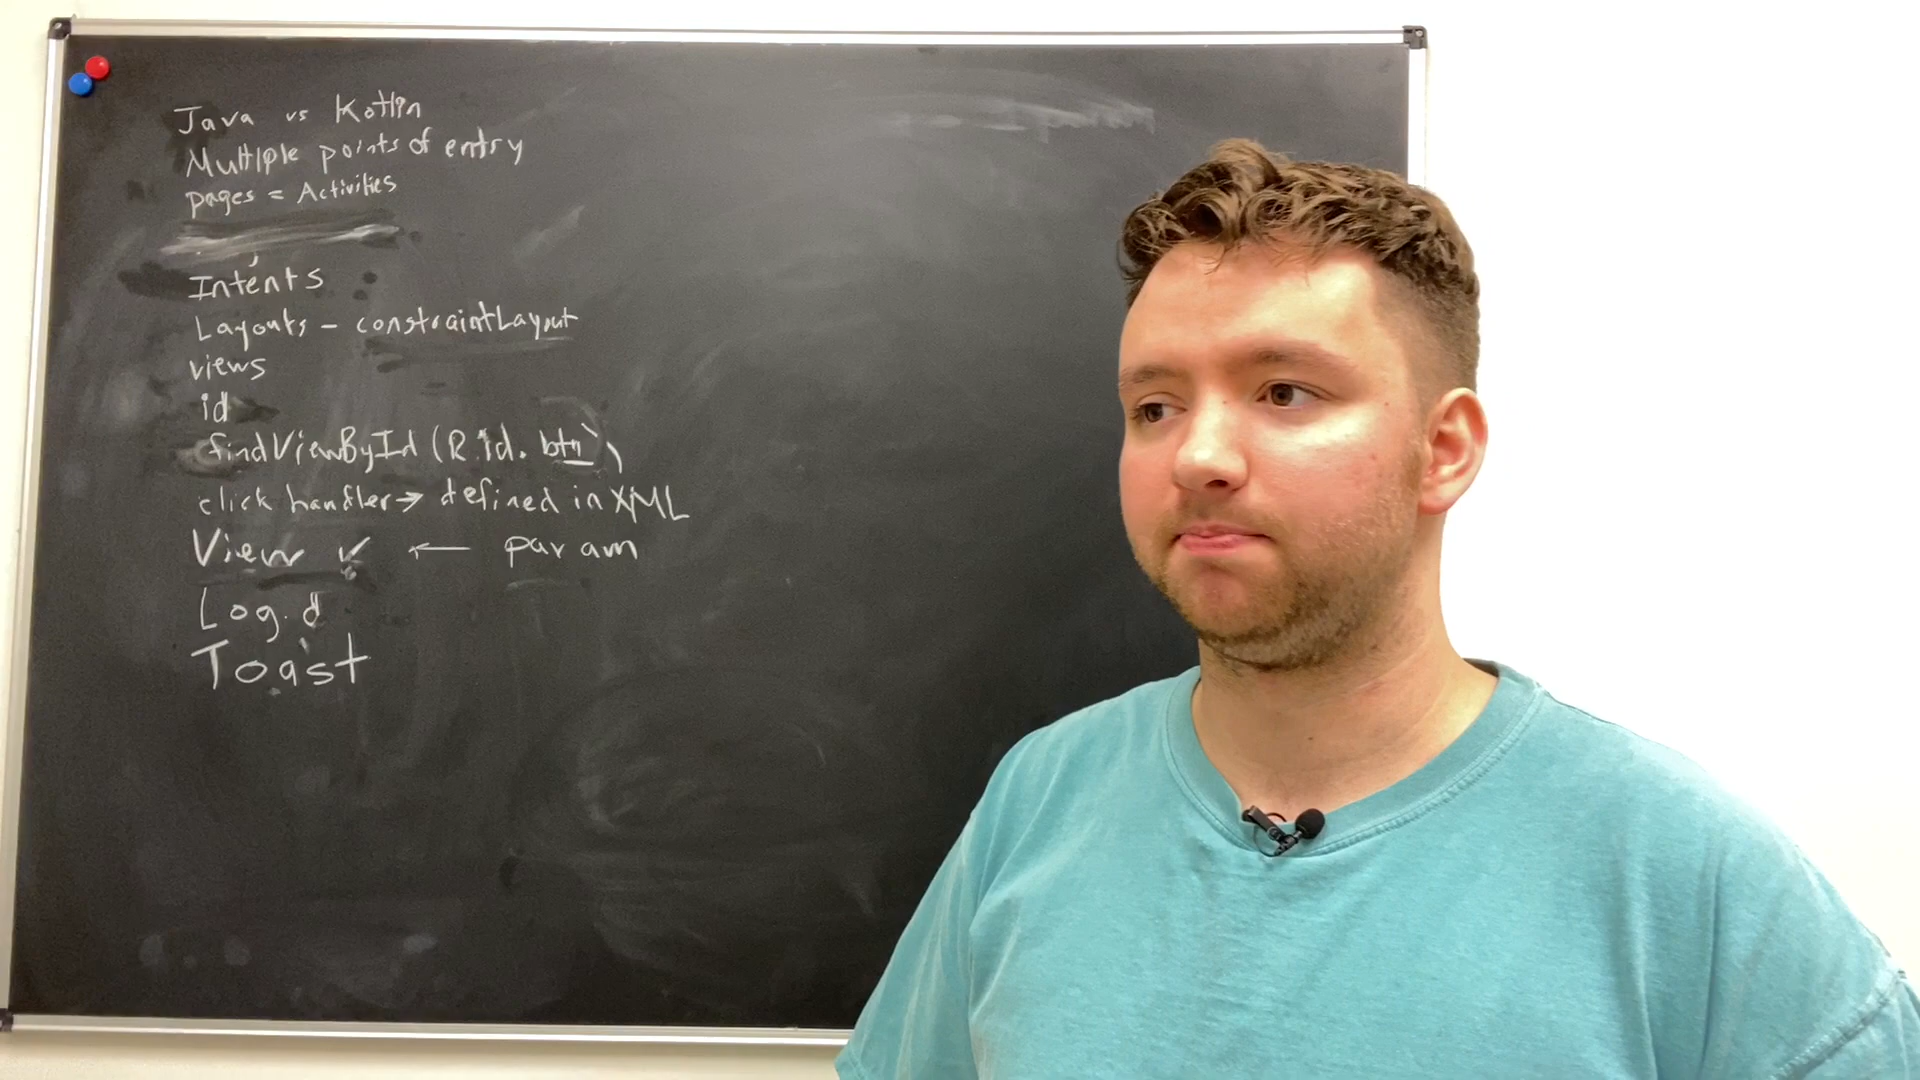 Java vs Kotlin
Multiple points of entry
pages = Activities
Intents
Layouts - constraintLayout
views
id
findViewById (R.id.btn)
click handler → defined in XML
View v ← param
Log.d
Toast